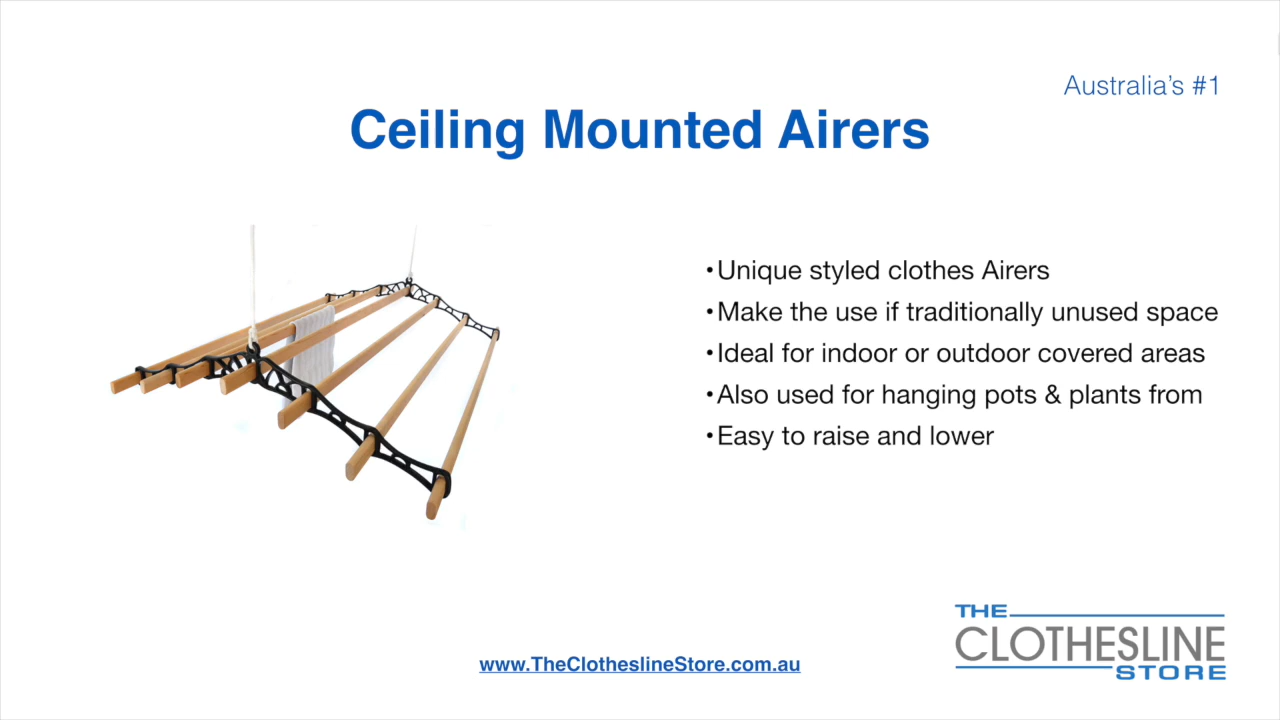 Australia's #1
Ceiling Mounted Airers
•Unique styled clothes Airers
•Make the use if traditionally unused space
•Ideal for indoor or outdoor covered areas
•Also used for hanging pots & plants from
•Easy to raise and lower
THE
CLOTHESLINE
STORE
www.TheClotheslineStore.com.au